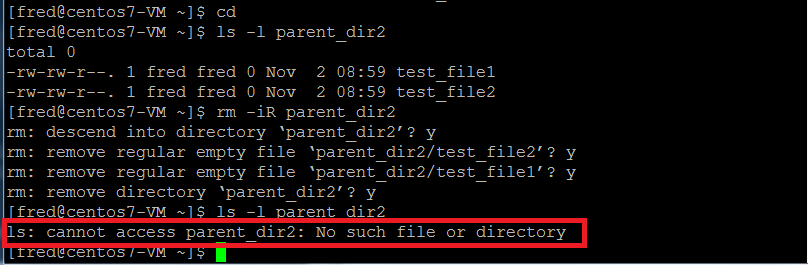 [fred@centos7-VM ~]$ cd
[fred@centos7-VM ~]$ ls -l parent_dir2
total 0
-rw-rw-r--. 1 fred fred 0 Nov  2 08:59 test_file1
-rw-rw-r--. 1 fred fred 0 Nov  2 08:59 test_file2
[fred@centos7-VM ~]$ rm -iR parent_dir2
rm: descend into directory ‘parent_dir2’? y
rm: remove regular empty file ‘parent_dir2/test_file2’? y
rm: remove regular empty file ‘parent_dir2/test_file1’? y
rm: remove directory ‘parent_dir2’? y
[fred@centos7-VM ~]$ ls -l parent_dir2
ls: cannot access parent_dir2: No such file or directory
[fred@centos7-VM ~]$